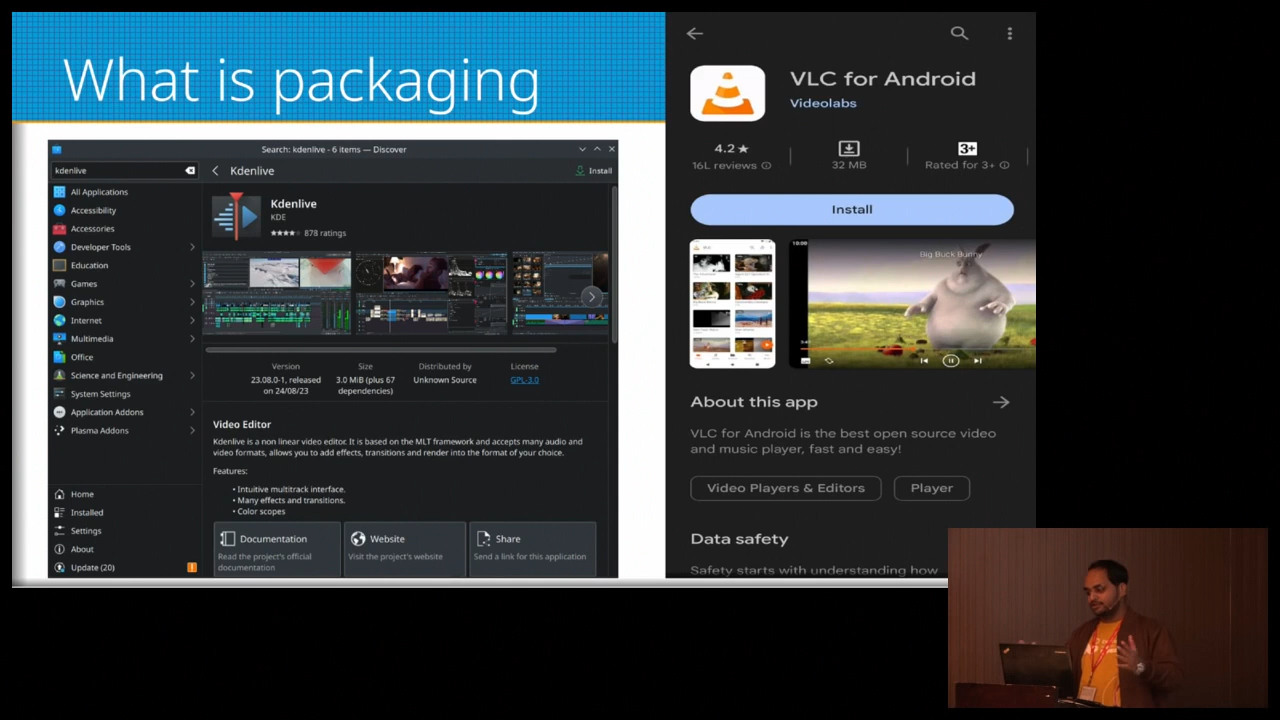 What is packaging
Search: kdenlive - 6 items — Discover
kdenlive
Kdenlive
Install
All Applications
Accessibility
Accessories
Developer Tools
Education
Games
Graphics
Internet
Multimedia
Office
Science and Engineering
System Settings
Application Addons
Plasma Addons
Home
Installed
Settings
About
Update (20)
Kdenlive
KDE
878 ratings
Version
23.08.0-1, released
on 24/08/23
Size
3.0 MiB (plus 67
dependencies)
Distributed by
Unknown Source
License
GPL-3.0
Video Editor
Kdenlive is a non linear video editor. It is based on the MLT framework and accepts many audio and
video formats, allows you to add effects, transitions and render into the format of your choice.
Features:
• Intuitive multitrack interface.
• Many effects and transitions.
• Color scopes
Documentation
Read the project's official
documentation
Website
Visit the project's website
Share
Send a link for this application
VLC for Android
Videolabs
4.2★
16L reviews
32 MB
3+
Rated for 3+
Install
Big Buck Bunny
About this app
VLC for Android is the best open source video
and music player, fast and easy!
Video Players & Editors
Player
Data safety
Safety starts with understanding how